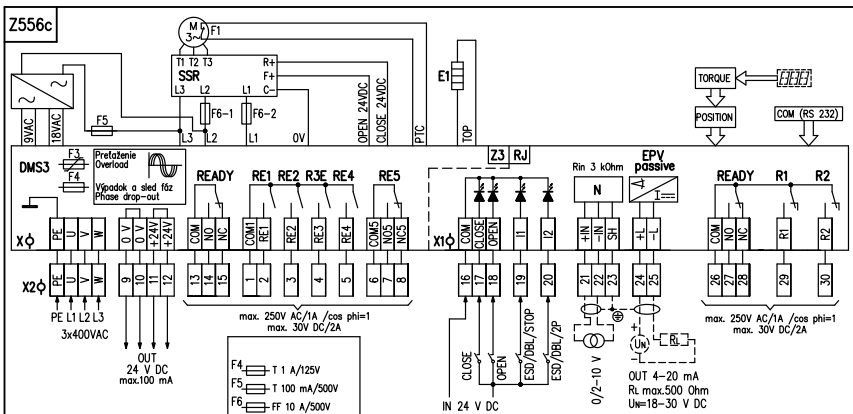 Z556c
M
3~
F1
T1 T2 T3
SSR
R+
F+
C-
L3 L2 L1
F6-1
F6-2
F5
9VAC
18VAC
L3
L2
L1
0V
OPEN 24VDC
CLOSE 24VDC
PTC
E1
TOP
TORQUE
POSITION
COM (RS 232)
DMS3
F3
F4
Preťaženie
Overload
Výpadok a sled fáz
Phase drop-out
READY
RE1 RE2 R3E RE4
RE5
Z3 RJ
Rin 3 kOhm
N
EPV
passive
READY
R1
R2
X
PE U V W
0 V
0 V
+24V
+24V
COM NO NC
COM1 RE1 RE2 RE3 RE4
COM5 NO5 NC5
X1
COM CLOSE OPEN I1 I2
+IN -IN SH
+L -L
COM NO NC R1 R2
X2
PE U V W
9 10 11 12
13 14 15
1 2 3 4 5
6 7 8
16 17 18 19 20
21 22 23
24 25
26 27 28 29 30
PE L1 L2 L3
3x400VAC
max. 250V AC/1A /cos phi=1
max. 30V DC/2A
OUT
24 V DC
max.100 mA
F4 T 1 A/125V
F5 T 100 mA/500V
F6 FF 10 A/500V
CLOSE
OPEN
ESD/DBL/STOP
ESD/DBL/2P
IN 24 V DC
0/2-10 V
+
UN
-
RL
OUT 4-20 mA
RL max.500 Ohm
UN=18-30 V DC
max. 250V AC/1A /cos phi=1
max. 30V DC/2A